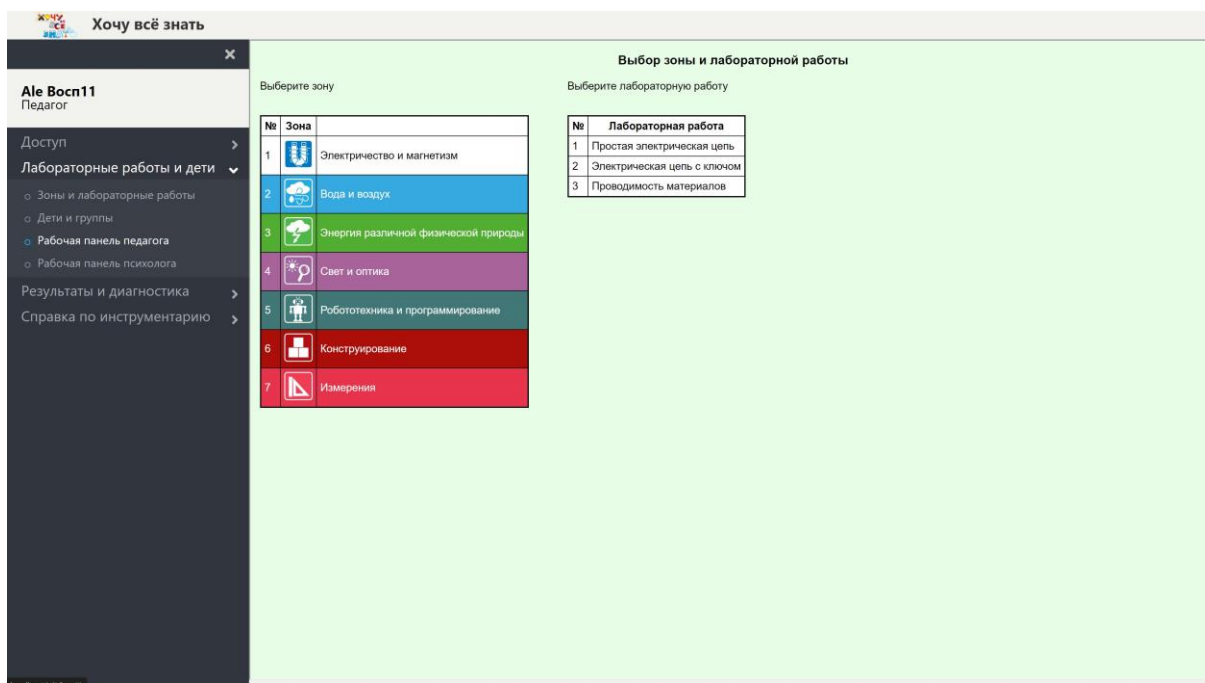 ХОЧУ ВСЁ ЗНАТЬ
Хочу всё знать
×
Ale Восп11
Педагог
Доступ
Лабораторные работы и дети
Зоны и лабораторные работы
Дети и группы
Рабочая панель педагога
Рабочая панель психолога
Результаты и диагностика
Справка по инструментарию
Выбор зоны и лабораторной работы
Выберите зону
№ Зона
1 Электричество и магнетизм
2 Вода и воздух
3 Энергия различной физической природы
4 Свет и оптика
5 Робототехника и программирование
6 Конструирование
7 Измерения
Выберите лабораторную работу
№ Лабораторная работа
1 Простая электрическая цепь
2 Электрическая цепь с ключом
3 Проводимость материалов